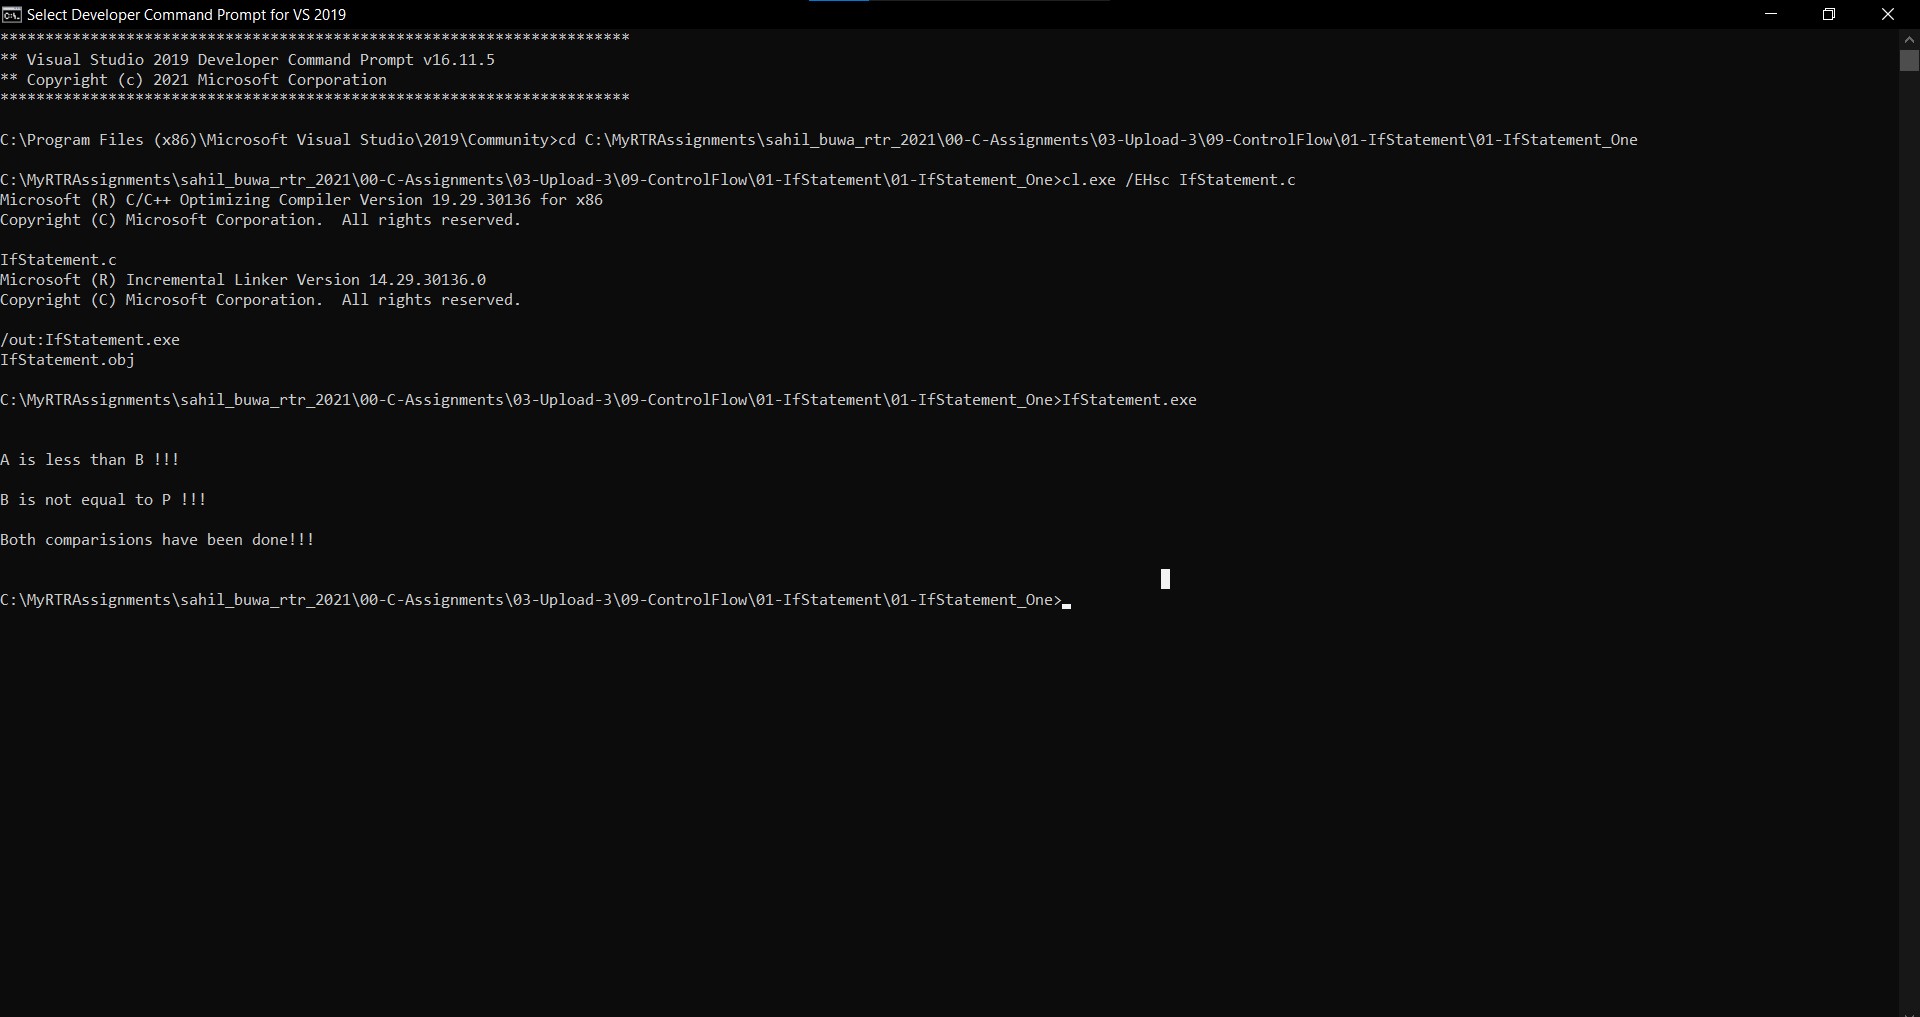 Select Developer Command Prompt for VS 2019
**********************************************************************
** Visual Studio 2019 Developer Command Prompt v16.11.5
** Copyright (c) 2021 Microsoft Corporation
**********************************************************************
C:\Program Files (x86)\Microsoft Visual Studio\2019\Community>cd C:\MyRTRAssignments\sahil_buwa_rtr_2021\00-C-Assignments\03-Upload-3\09-ControlFlow\01-IfStatement\01-IfStatement_One
C:\MyRTRAssignments\sahil_buwa_rtr_2021\00-C-Assignments\03-Upload-3\09-ControlFlow\01-IfStatement\01-IfStatement_One>cl.exe /EHsc IfStatement.c
Microsoft (R) C/C++ Optimizing Compiler Version 19.29.30136 for x86
Copyright (C) Microsoft Corporation.  All rights reserved.
IfStatement.c
Microsoft (R) Incremental Linker Version 14.29.30136.0
Copyright (C) Microsoft Corporation.  All rights reserved.
/out:IfStatement.exe
IfStatement.obj
C:\MyRTRAssignments\sahil_buwa_rtr_2021\00-C-Assignments\03-Upload-3\09-ControlFlow\01-IfStatement\01-IfStatement_One>IfStatement.exe
A is less than B !!!
B is not equal to P !!!
Both comparisions have been done!!!
C:\MyRTRAssignments\sahil_buwa_rtr_2021\00-C-Assignments\03-Upload-3\09-ControlFlow\01-IfStatement\01-IfStatement_One>